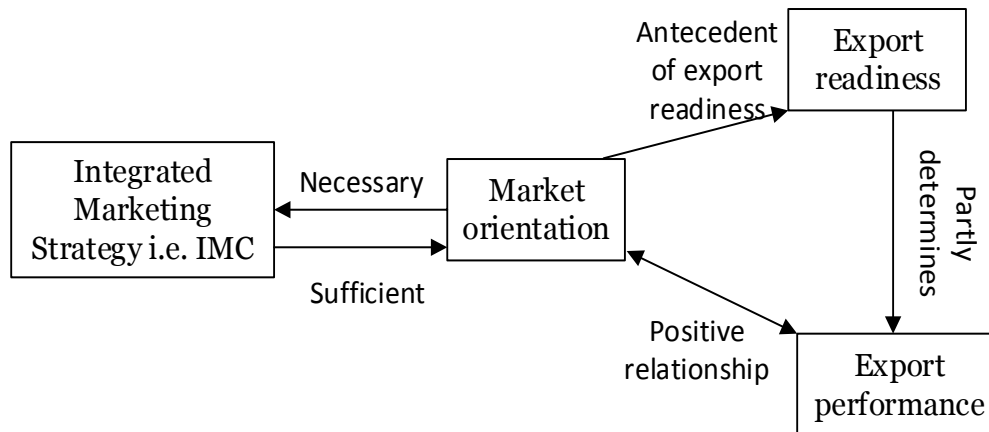 Antecedent
of export
readiness
Export
readiness
Integrated
Marketing
Strategy i.e. IMC
Necessary
Sufficient
Market
orientation
Partly
determines
Positive
relationship
Export
performance